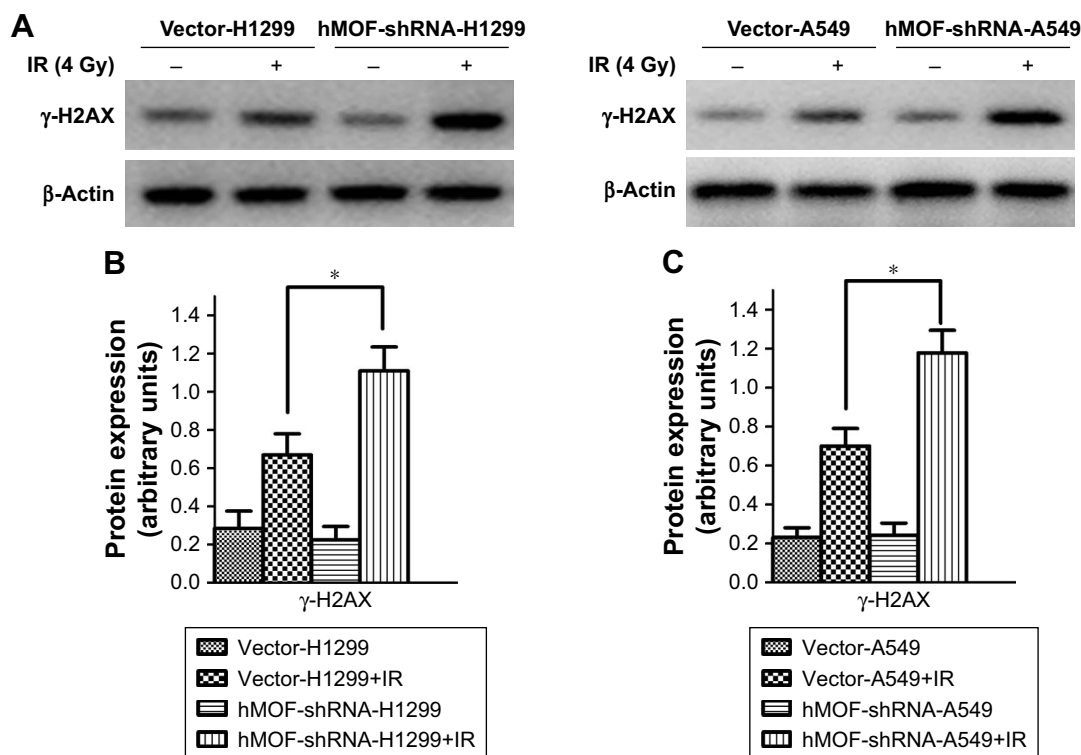 A
Vector-H1299 hMOF-shRNA-H1299
IR (4 Gy) – + – +
γ-H2AX
β-Actin
Vector-A549 hMOF-shRNA-A549
IR (4 Gy) – + – +
γ-H2AX
β-Actin
B
*
Protein expression
(arbitrary units)
1.4
1.2
1.0
0.8
0.6
0.4
0.2
0.0
γ-H2AX
Vector-H1299
Vector-H1299+IR
hMOF-shRNA-H1299
hMOF-shRNA-H1299+IR
C
*
Protein expression
(arbitrary units)
1.4
1.2
1.0
0.8
0.6
0.4
0.2
0.0
γ-H2AX
Vector-A549
Vector-A549+IR
hMOF-shRNA-A549
hMOF-shRNA-A549+IR